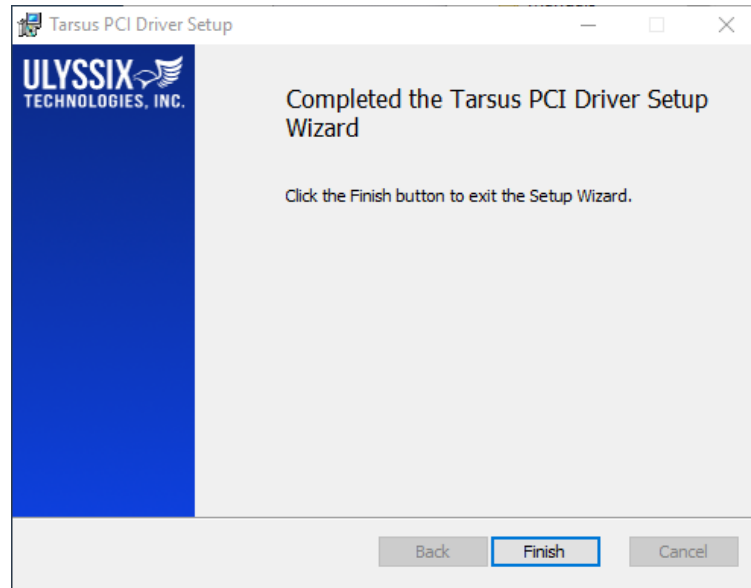 Tarsus PCI Driver Setup
ULYSSIX
TECHNOLOGIES, INC.
Completed the Tarsus PCI Driver Setup
Wizard
Click the Finish button to exit the Setup Wizard.
Back
Finish
Cancel